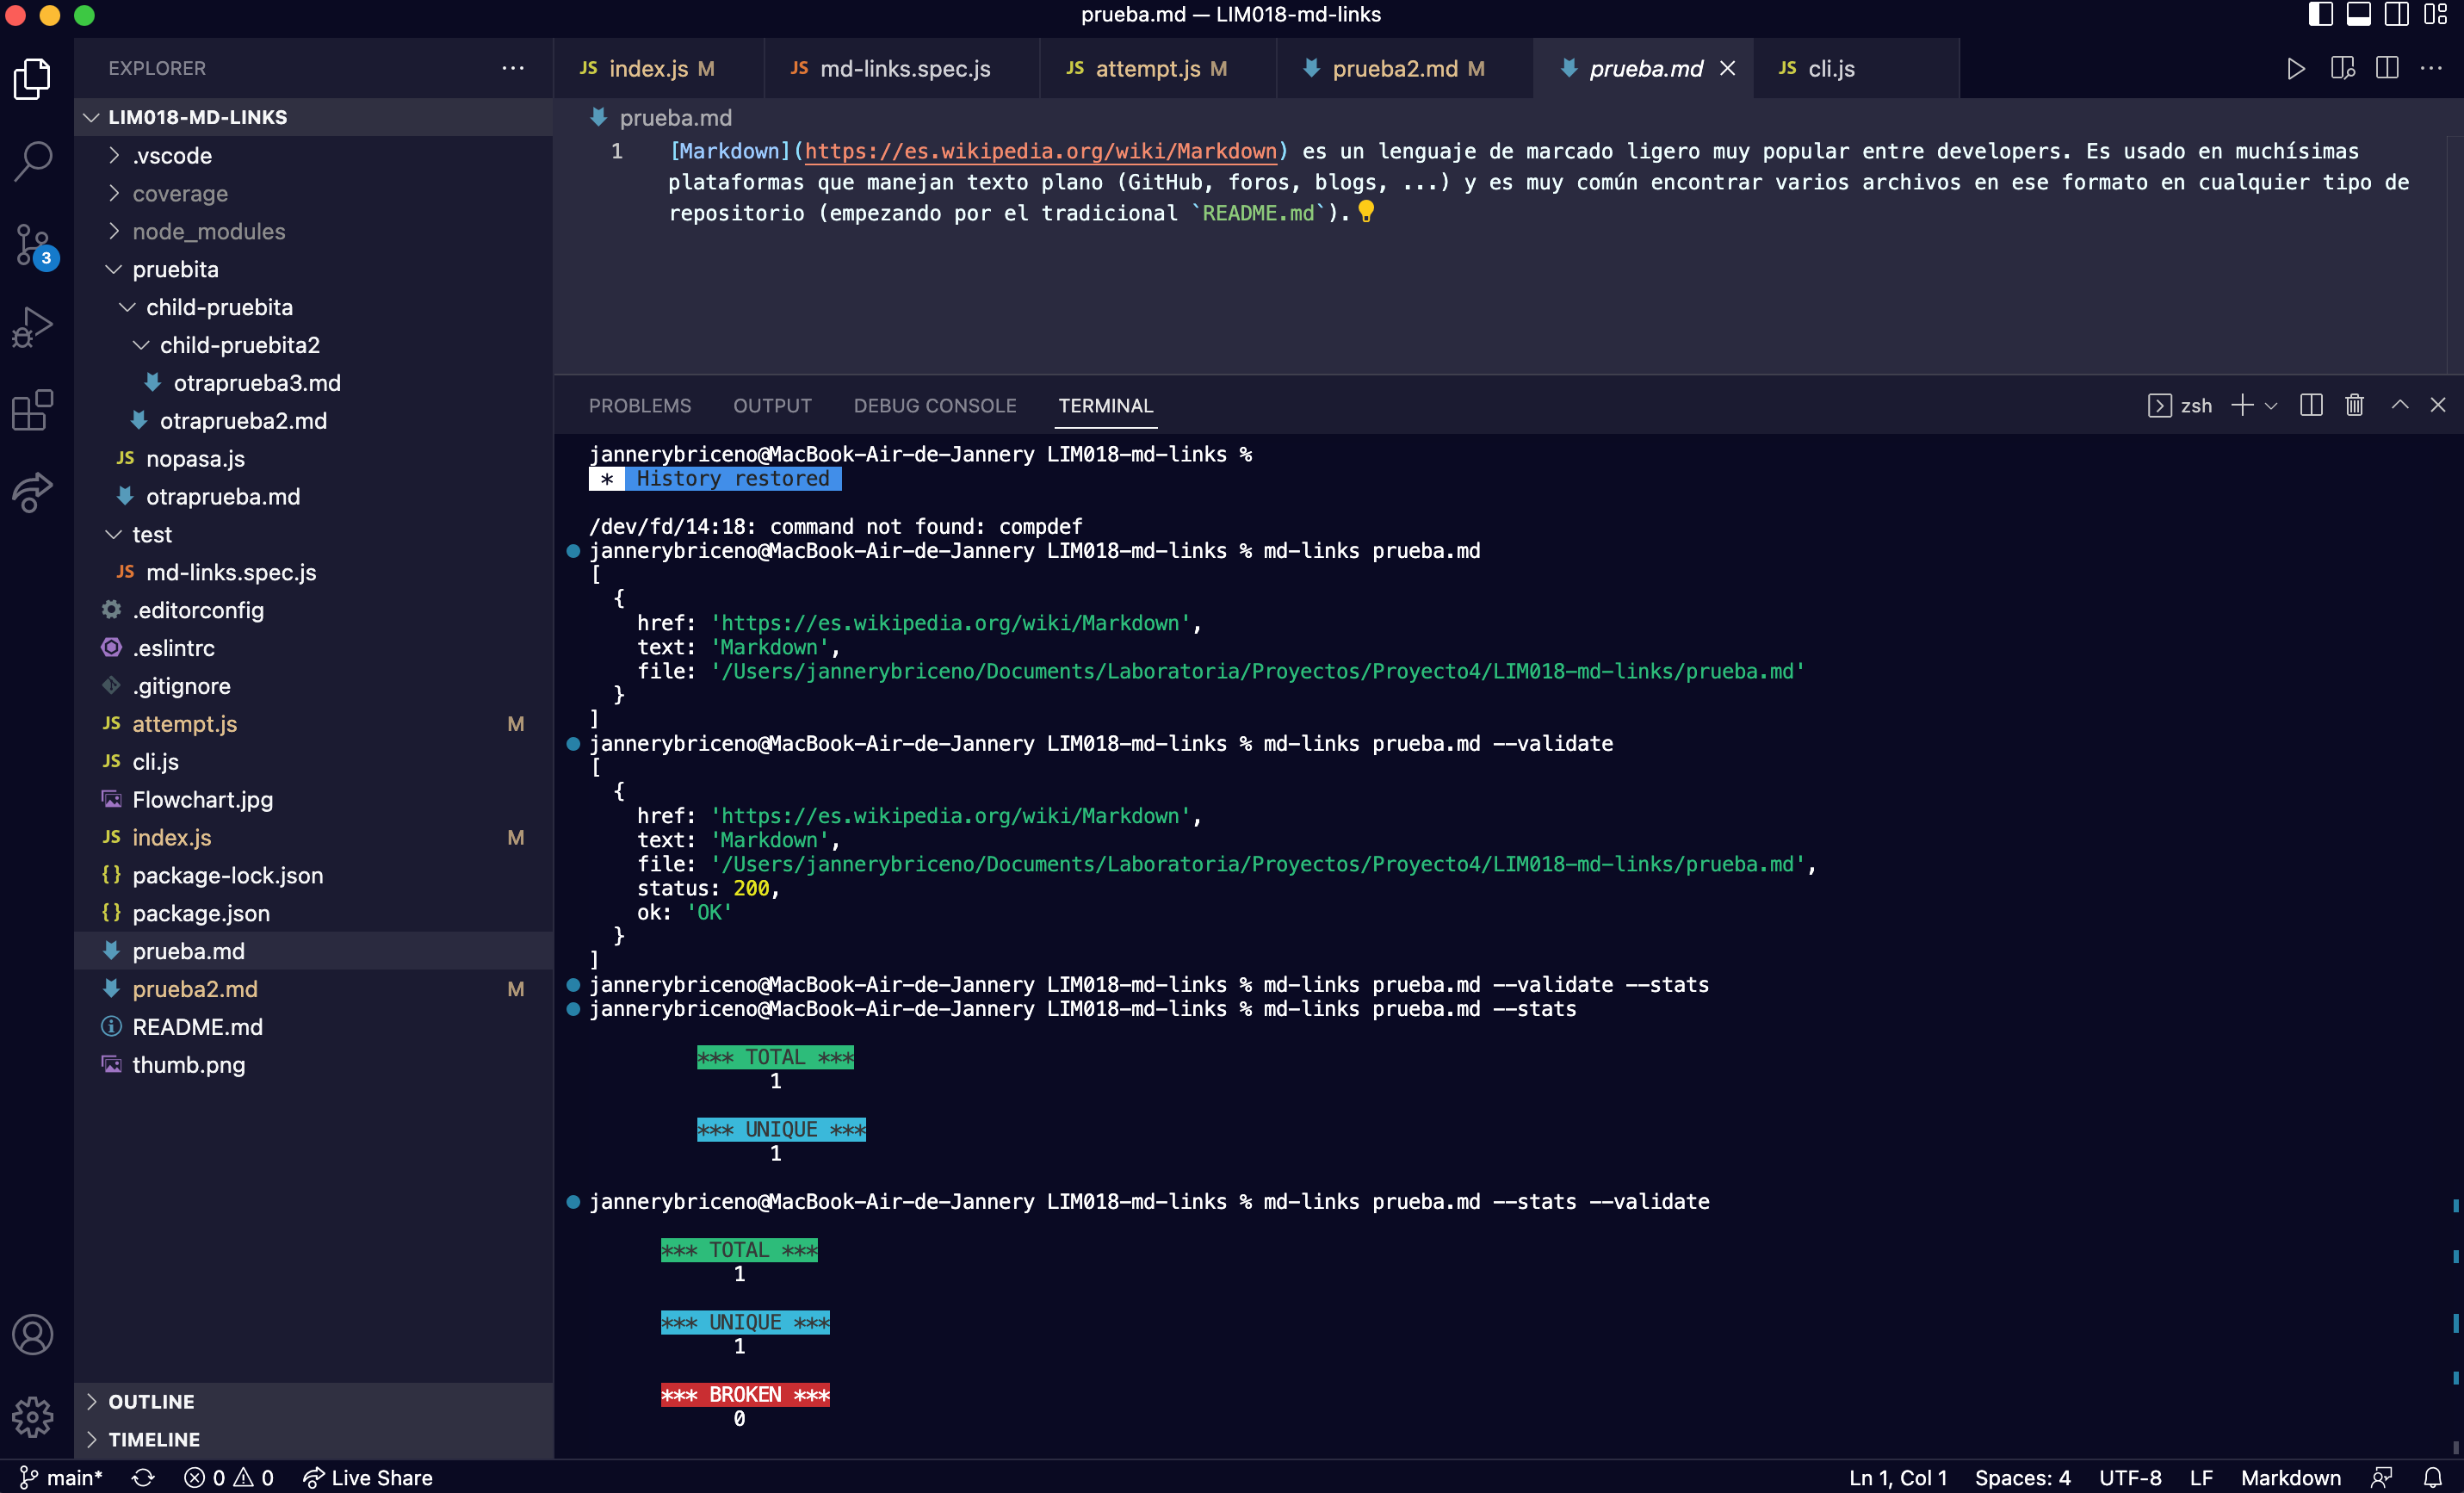 prueba.md — LIM018-md-links
EXPLORER
LIM018-MD-LINKS
.vscode
coverage
node_modules
pruebita
child-pruebita
child-pruebita2
otraprueba3.md
otraprueba2.md
JS nopasa.js
otraprueba.md
test
JS md-links.spec.js
.editorconfig
.eslintrc
.gitignore
JS attempt.js M
JS cli.js
Flowchart.jpg
JS index.js M
{} package-lock.json
{} package.json
prueba.md
prueba2.md M
README.md
thumb.png
OUTLINE
TIMELINE
3
JS index.js M JS md-links.spec.js JS attempt.js M prueba2.md M prueba.md JS cli.js
prueba.md
1 [Markdown](https://es.wikipedia.org/wiki/Markdown) es un lenguaje de marcado ligero muy popular entre developers. Es usado en muchísimas
plataformas que manejan texto plano (GitHub, foros, blogs, ...) y es muy común encontrar varios archivos en ese formato en cualquier tipo de
repositorio (empezando por el tradicional `README.md`).
PROBLEMS OUTPUT DEBUG CONSOLE TERMINAL zsh
jannerybriceno@MacBook-Air-de-Jannery LIM018-md-links %
* History restored
/dev/fd/14:18: command not found: compdef
jannerybriceno@MacBook-Air-de-Jannery LIM018-md-links % md-links prueba.md
[
{
href: 'https://es.wikipedia.org/wiki/Markdown',
text: 'Markdown',
file: '/Users/jannerybriceno/Documents/Laboratoria/Proyectos/Proyecto4/LIM018-md-links/prueba.md'
}
]
jannerybriceno@MacBook-Air-de-Jannery LIM018-md-links % md-links prueba.md --validate
[
{
href: 'https://es.wikipedia.org/wiki/Markdown',
text: 'Markdown',
file: '/Users/jannerybriceno/Documents/Laboratoria/Proyectos/Proyecto4/LIM018-md-links/prueba.md',
status: 200,
ok: 'OK'
}
]
jannerybriceno@MacBook-Air-de-Jannery LIM018-md-links % md-links prueba.md --validate --stats
jannerybriceno@MacBook-Air-de-Jannery LIM018-md-links % md-links prueba.md --stats
*** TOTAL ***
1
*** UNIQUE ***
1
jannerybriceno@MacBook-Air-de-Jannery LIM018-md-links % md-links prueba.md --stats --validate
*** TOTAL ***
1
*** UNIQUE ***
1
*** BROKEN ***
0
main* 0 0 Live Share Ln 1, Col 1 Spaces: 4 UTF-8 LF Markdown